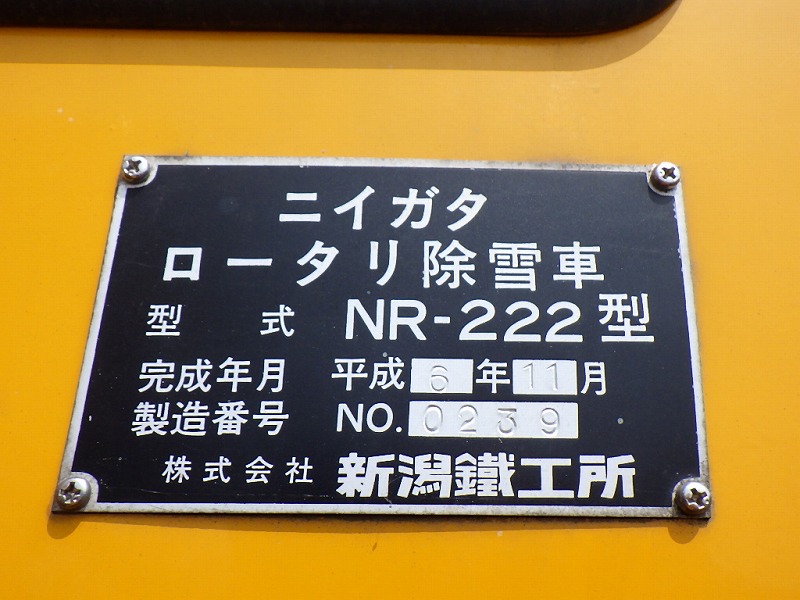 ニイガタ
ロータリ除雪車
型式 NR-222型
完成年月 平成6年11月
製造番号 NO.0239
株式会社 新潟鐵工所